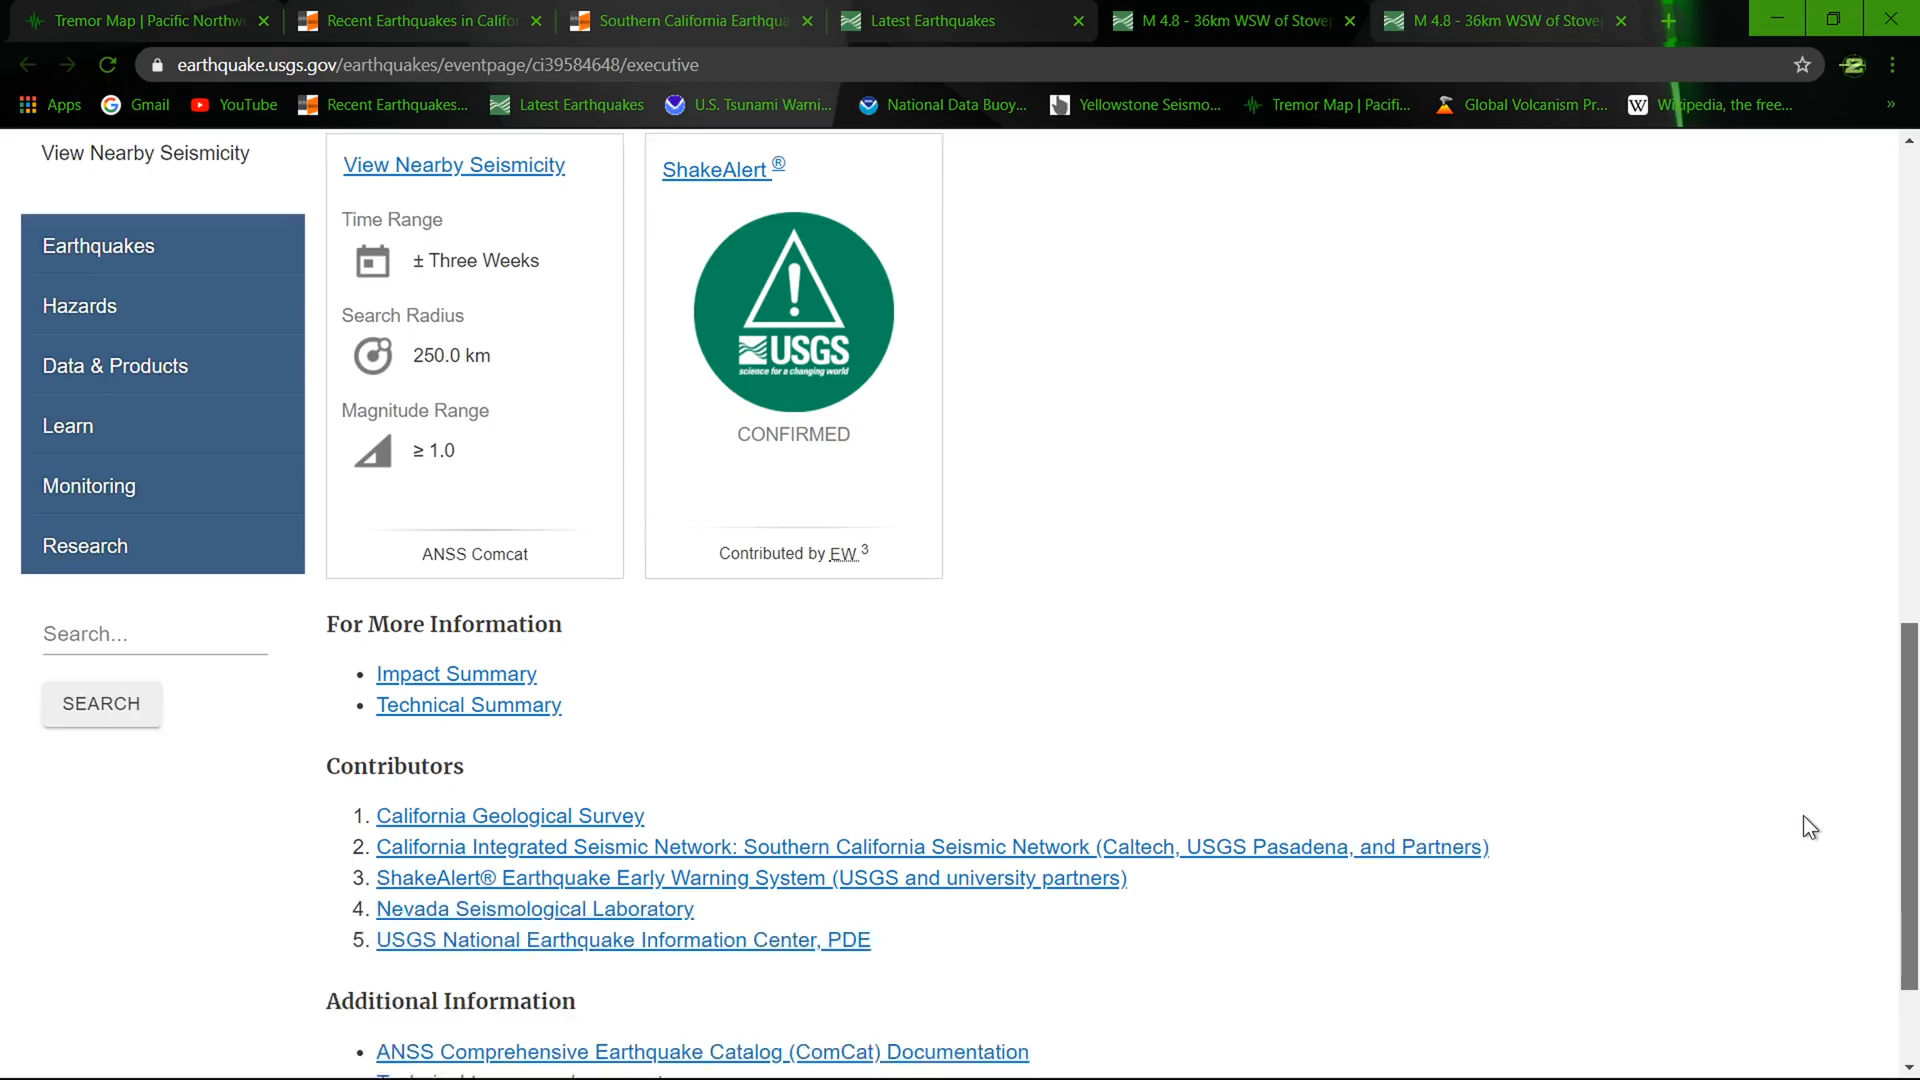 Tremor Map | Pacific Northwe
Recent Earthquakes in Califo
Southern California Earthqua
Latest Earthquakes
M 4.8 - 36km WSW of Stove
M 4.8 - 36km WSW of Stove
earthquake.usgs.gov/earthquakes/eventpage/ci39584648/executive
Apps
Gmail
YouTube
Recent Earthquakes...
Latest Earthquakes
U.S. Tsunami Warni...
National Data Buoy...
Yellowstone Seismo...
Tremor Map | Pacifi...
Global Volcanism Pr...
W
Wikipedia, the free...
»
View Nearby Seismicity
Earthquakes
Hazards
Data & Products
Learn
Monitoring
Research
Search...
SEARCH
View Nearby Seismicity
Time Range
± Three Weeks
Search Radius
250.0 km
Magnitude Range
≥ 1.0
ANSS Comcat
ShakeAlert ®
USGS
science for a changing world
CONFIRMED
Contributed by EW 3
For More Information
• Impact Summary
• Technical Summary
Contributors
1. California Geological Survey
2. California Integrated Seismic Network: Southern California Seismic Network (Caltech, USGS Pasadena, and Partners)
3. ShakeAlert® Earthquake Early Warning System (USGS and university partners)
4. Nevada Seismological Laboratory
5. USGS National Earthquake Information Center, PDE
Additional Information
• ANSS Comprehensive Earthquake Catalog (ComCat) Documentation